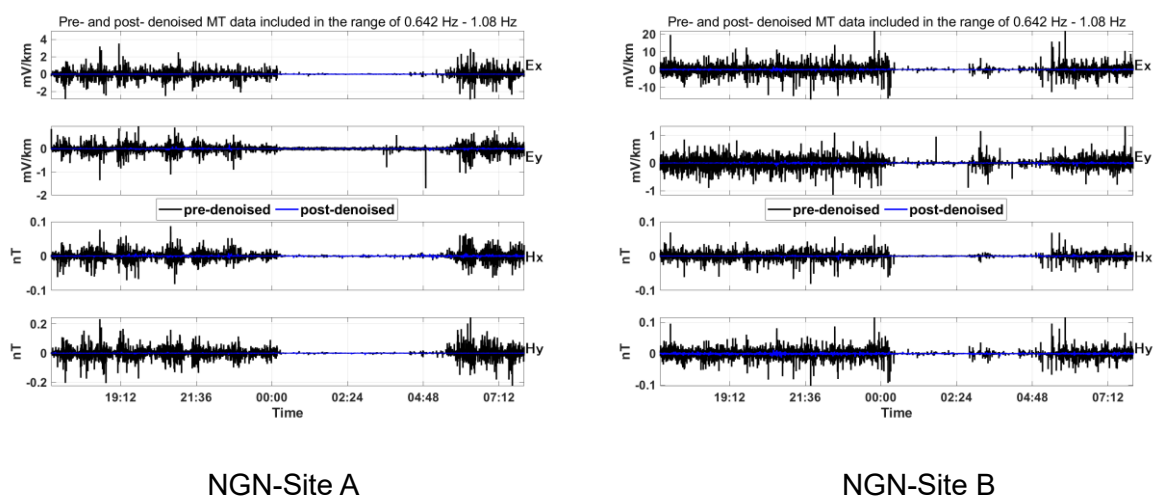 Pre- and post- denoised MT data included in the range of 0.642 Hz - 1.08 Hz
4
2
0
-2
mV/km
Ex
0
-1
-2
mV/km
Ey
pre-denoised post-denoised
0.1
0
-0.1
nT
Hx
0.2
0
-0.2
nT
Hy
19:12 21:36 00:00 02:24 04:48 07:12
Time
NGN-Site A
Pre- and post- denoised MT data included in the range of 0.642 Hz - 1.08 Hz
20
10
0
-10
mV/km
Ex
1
0
-1
mV/km
Ey
pre-denoised post-denoised
0.1
0
-0.1
nT
Hx
0.1
0
-0.1
nT
Hy
19:12 21:36 00:00 02:24 04:48 07:12
Time
NGN-Site B